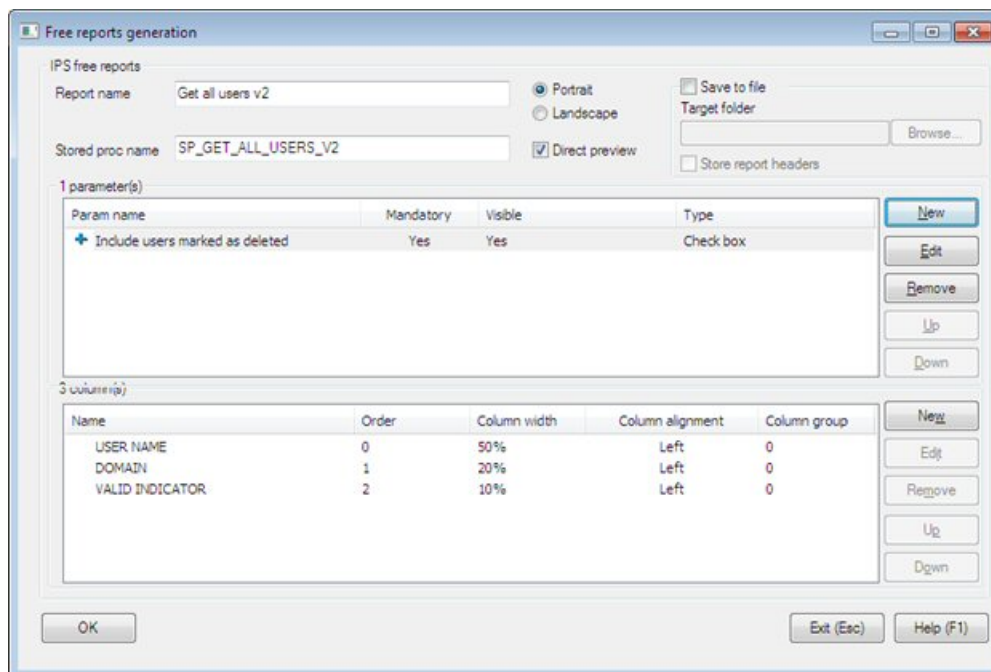 Free reports generation
IPS free reports
Report name Get all users v2 Portrait Save to file
Landscape Target folder
Browse...
Stored proc name SP_GET_ALL_USERS_V2 Direct preview Store report headers
1 parameter(s)
Param name Mandatory Visible Type New
Include users marked as deleted Yes Yes Check box
Edit
Remove
Up
Down
3 column(s)
Name Order Column width Column alignment Column group New
USER NAME 0 50% Left 0
DOMAIN 1 20% Left 0 Edit
VALID INDICATOR 2 10% Left 0 Remove
Up
Down
OK Exit (Esc) Help (F1)